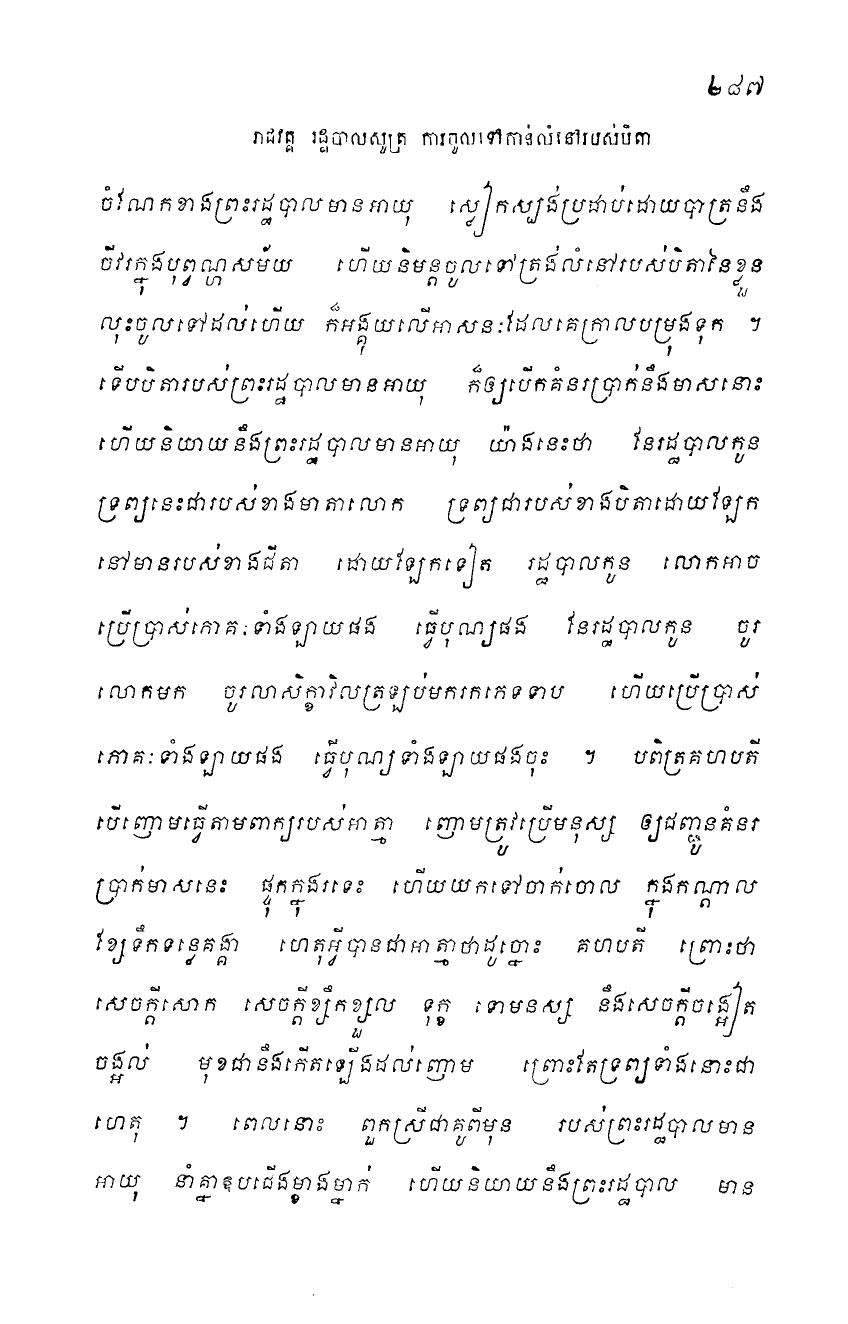 ២៨៧
រាជវគ្គ រដ្ឋបាលសូត្រ ការចូលទៅកាន់លំនៅរបស់បិតា
ចំណែកខាងព្រះរដ្ឋបាលមានអាយុ ស្លៀកស្បង់ប្រដាប់ដោយបាត្រនឹង
ចីវរក្នុងបុព្វណ្ហសម័យ ហើយនិមន្តចូលទៅត្រង់លំនៅរបស់បិតានៃខ្លួន
លុះចូលទៅដល់ហើយ ក៏អង្គុយលើអាសនៈដែលគេក្រាលបម្រុងទុក ។
ទើបបិតារបស់ព្រះរដ្ឋបាលមានអាយុ ក៏ឲ្យបើកគំនរប្រាក់នឹងមាសនោះ
ហើយនិយាយនឹងព្រះរដ្ឋបាលមានអាយុ យ៉ាងនេះថា នែរដ្ឋបាលកូន
ទ្រព្យនេះជារបស់ខាងមាតាលោក ទ្រព្យជារបស់ខាងបិតាដោយឡែក
នៅមានរបស់ខាងជីតា ដោយឡែកទៀត រដ្ឋបាលកូន លោកអាច
ប្រើប្រាស់ភោគៈទាំងឡាយផង ធ្វើបុណ្យផង នែរដ្ឋបាលកូន ចូរ
លោកមក ចូរលាសិក្ខាវិលត្រឡប់មករកភេទទាប ហើយប្រើប្រាស់
ភោគៈទាំងឡាយផង ធ្វើបុណ្យទាំងឡាយផងចុះ ។ បពិត្រគហបតី
បើញោមធ្វើតាមពាក្យរបស់អាត្មា ញោមត្រូវប្រើមនុស្ស ឲ្យជញ្ជូនគំនរ
ប្រាក់មាសនេះ ផ្ទុកក្នុងរទេះ ហើយយកទៅចាក់ចោល ក្នុងកណ្តាល
ខ្សែទឹកទន្លេគង្គា ហេតុអ្វីបានជាអាត្មាថាដូច្នោះ គហបតី ព្រោះថា
សេចក្តីសោក សេចក្តីខ្សឹកខ្សួល ទុក្ខ ទោមនស្ស នឹងសេចក្តីចង្អៀត
ចង្អល់ មុខជានឹងកើតឡើងដល់ញោម ព្រោះតែទ្រព្យទាំងនោះជា
ហេតុ ។ ពេលនោះ ពួកស្រីជាគូពីមុន របស់ព្រះរដ្ឋបាលមាន
អាយុ នាំគ្នាឱបជើងម្ខាងម្នាក់ ហើយនិយាយនឹងព្រះរដ្ឋបាល មាន